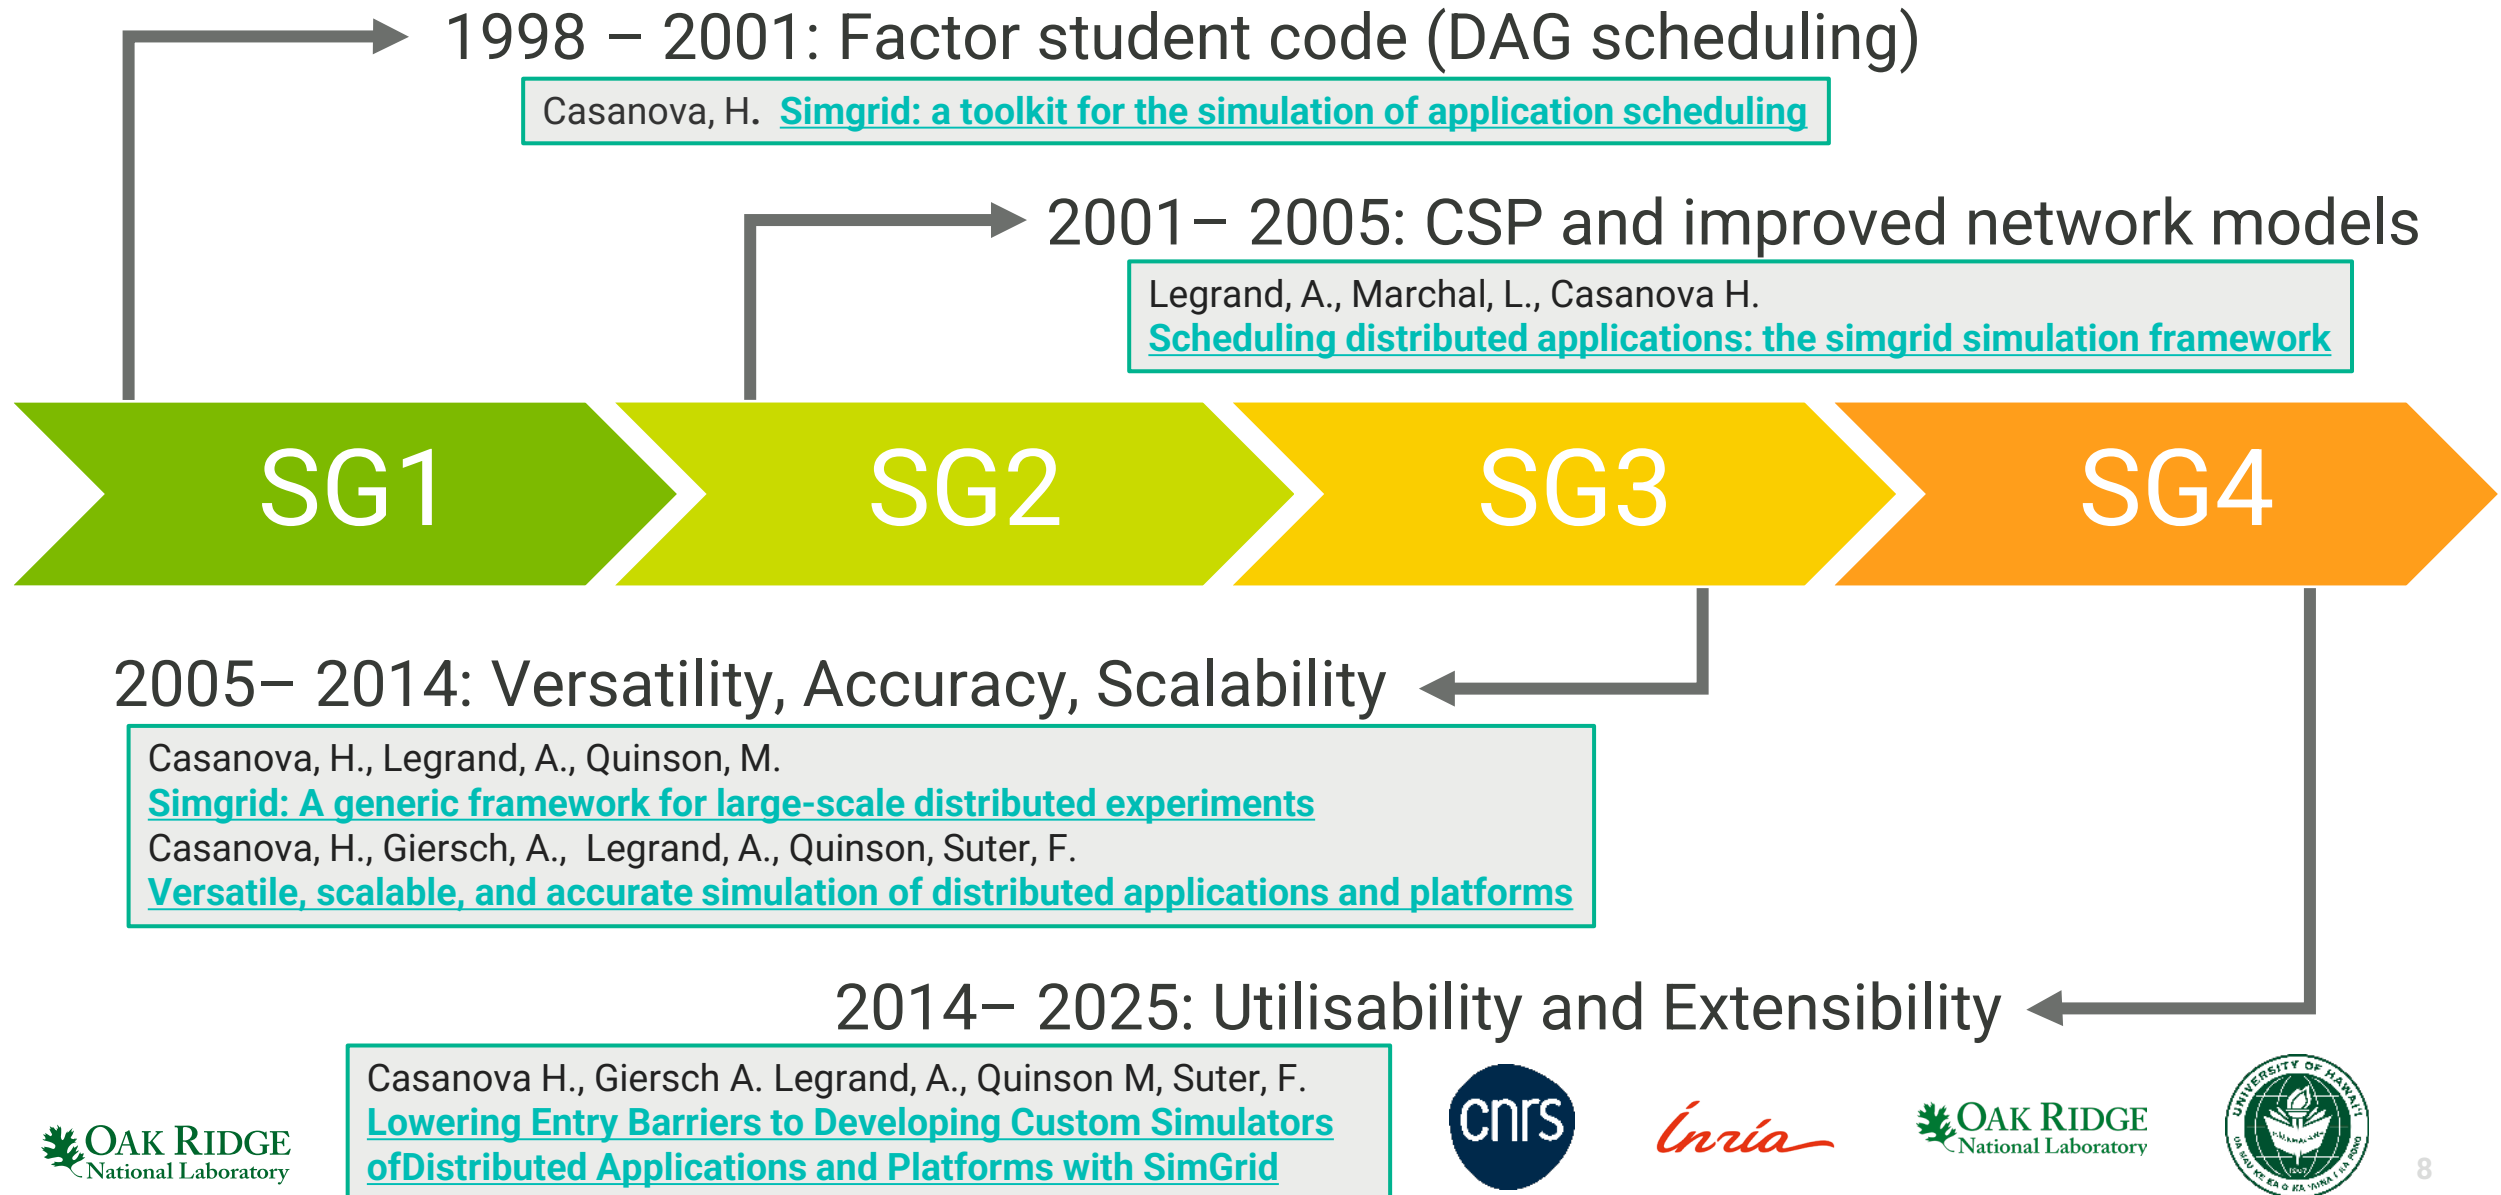 1998 – 2001: Factor student code (DAG scheduling)
Casanova, H.  Simgrid: a toolkit for the simulation of application scheduling
2001– 2005: CSP and improved network models
Legrand, A., Marchal, L., Casanova H.
Scheduling distributed applications: the simgrid simulation framework
SG1
SG2
SG3
SG4
2005– 2014: Versatility, Accuracy, Scalability
Casanova, H., Legrand, A., Quinson, M.
Simgrid: A generic framework for large-scale distributed experiments
Casanova, H., Giersch, A.,  Legrand, A., Quinson, Suter, F.
Versatile, scalable, and accurate simulation of distributed applications and platforms
2014– 2025: Utilisability and Extensibility
Casanova H., Giersch A. Legrand, A., Quinson M, Suter, F.
Lowering Entry Barriers to Developing Custom Simulators
ofDistributed Applications and Platforms with SimGrid
OAK RIDGE
National Laboratory
cnrs
Inria
OAK RIDGE
National Laboratory
UNIVERSITY OF HAWAI'I
1907
8